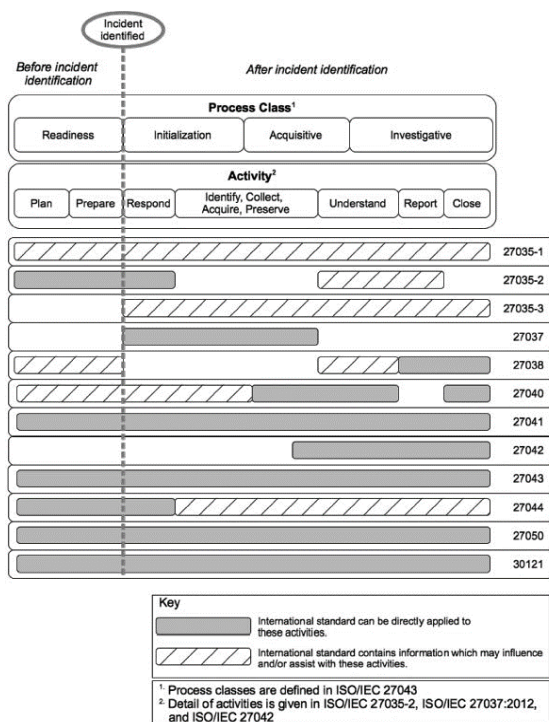 Incident
identified
Before incident
identification
After incident identification
Process Class1
Readiness
Initialization
Acquisitive
Investigative
Activity2
Plan
Prepare
Respond
Identify, Collect,
Acquire, Preserve
Understand
Report
Close
27035-1
27035-2
27035-3
27037
27038
27040
27041
27042
27043
27044
27050
30121
Key
International standard can be directly applied to
these activities.
International standard contains information which may influence
and/or assist with these activities.
1. Process classes are defined in ISO/IEC 27043
2. Detail of activities is given in ISO/IEC 27035-2, ISO/IEC 27037:2012,
and ISO/IEC 27042